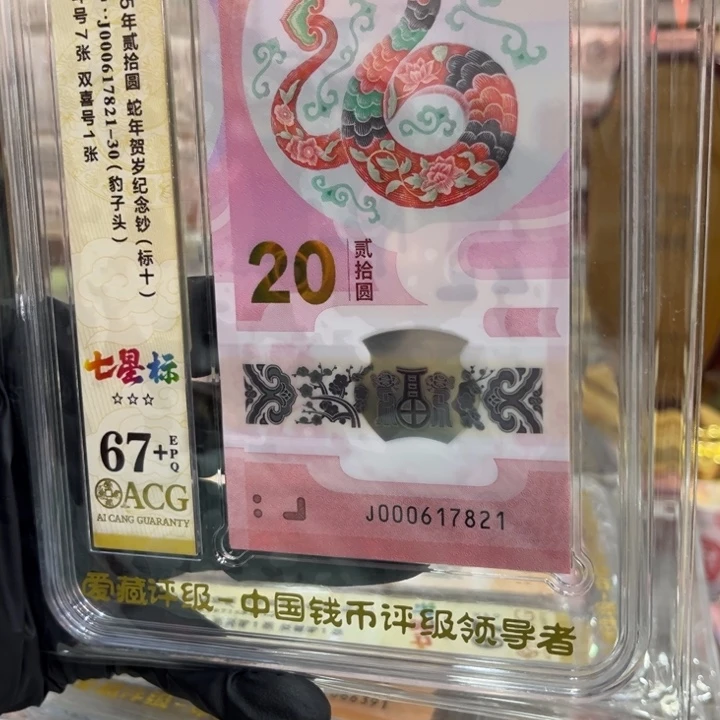 5年贰拾圆 蛇年贺岁纪念钞(标十)
:J000617821-30(豹子头)
号7张 双喜号1张
七星标
☆☆☆
67+EPQ
ACG
AI CANG GUARANTY
20
贰拾圆
J000617821
爱藏评级-中国钱币评级领导者